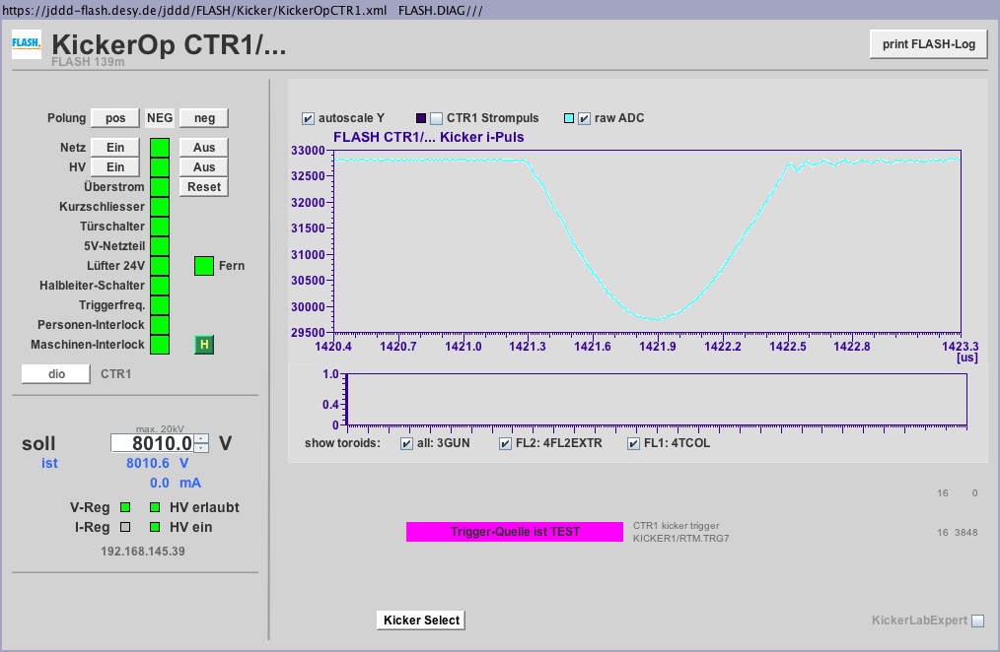 https://jddd-flash.desy.de/jddd/FLASH/Kicker/KickerOpCTR1.xml FLASH.DIAG///
FLASH. KickerOp CTR1/...
FLASH 139m
print FLASH-Log
Polung pos NEG neg
Netz Ein Aus
HV Ein Aus
Überstrom Reset
Kurzschliesser
Türschalter
5V-Netzteil
Lüfter 24V Fern
Halbleiter-Schalter
Triggerfreq.
Personen-Interlock
Maschinen-Interlock H
dio CTR1
max. 20kV
soll 8010.0 V
ist 8010.6 V
0.0 mA
V-Reg HV erlaubt
I-Reg HV ein
192.168.145.39
autoscale Y CTR1 Strompuls raw ADC
FLASH CTR1/... Kicker i-Puls
33000
32500
32000
31500
31000
30500
30000
29500
1420.4 1420.7 1421.0 1421.3 1421.6 1421.9 1422.2 1422.5 1422.8 1423.3
[us]
1.0
0.4
0
show toroids: all: 3GUN FL2: 4FL2EXTR FL1: 4TCOL
16 0
Trigger-Quelle ist TEST
CTR1 kicker trigger
KICKER1/RTM.TRG7
16 3848
Kicker Select
KickerLabExpert